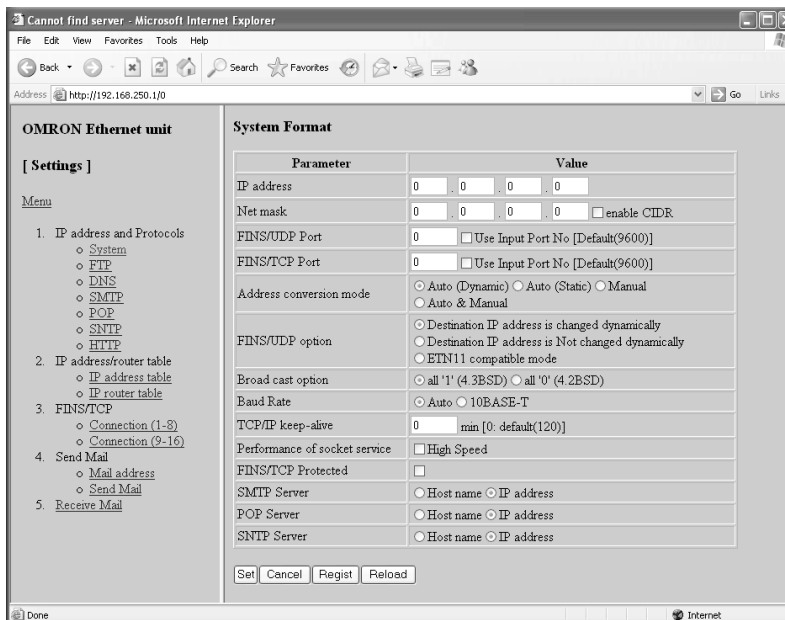 Cannot find server - Microsoft Internet Explorer
File Edit View Favorites Tools Help
Back Search Favorites
Address http://192.168.250.1/0 Go Links
OMRON Ethernet unit
[ Settings ]
Menu
1. IP address and Protocols
o System
o FTP
o DNS
o SMTP
o POP
o SNTP
o HTTP
2. IP address/router table
o IP address table
o IP router table
3. FINS/TCP
o Connection (1-8)
o Connection (9-16)
4. Send Mail
o Mail address
o Send Mail
5. Receive Mail
System Format
Parameter Value
IP address 0 . 0 . 0 . 0
Net mask 0 . 0 . 0 . 0 enable CIDR
FINS/UDP Port 0 Use Input Port No [Default(9600)]
FINS/TCP Port 0 Use Input Port No [Default(9600)]
Address conversion mode Auto (Dynamic) Auto (Static) Manual
Auto & Manual
FINS/UDP option Destination IP address is changed dynamically
Destination IP address is Not changed dynamically
ETN11 compatible mode
Broad cast option all '1' (4.3BSD) all '0' (4.2BSD)
Baud Rate Auto 10BASE-T
TCP/IP keep-alive 0 min [0: default(120)]
Performance of socket service High Speed
FINS/TCP Protected
SMTP Server Host name IP address
POP Server Host name IP address
SNTP Server Host name IP address
Set Cancel Regist Reload
Done Internet